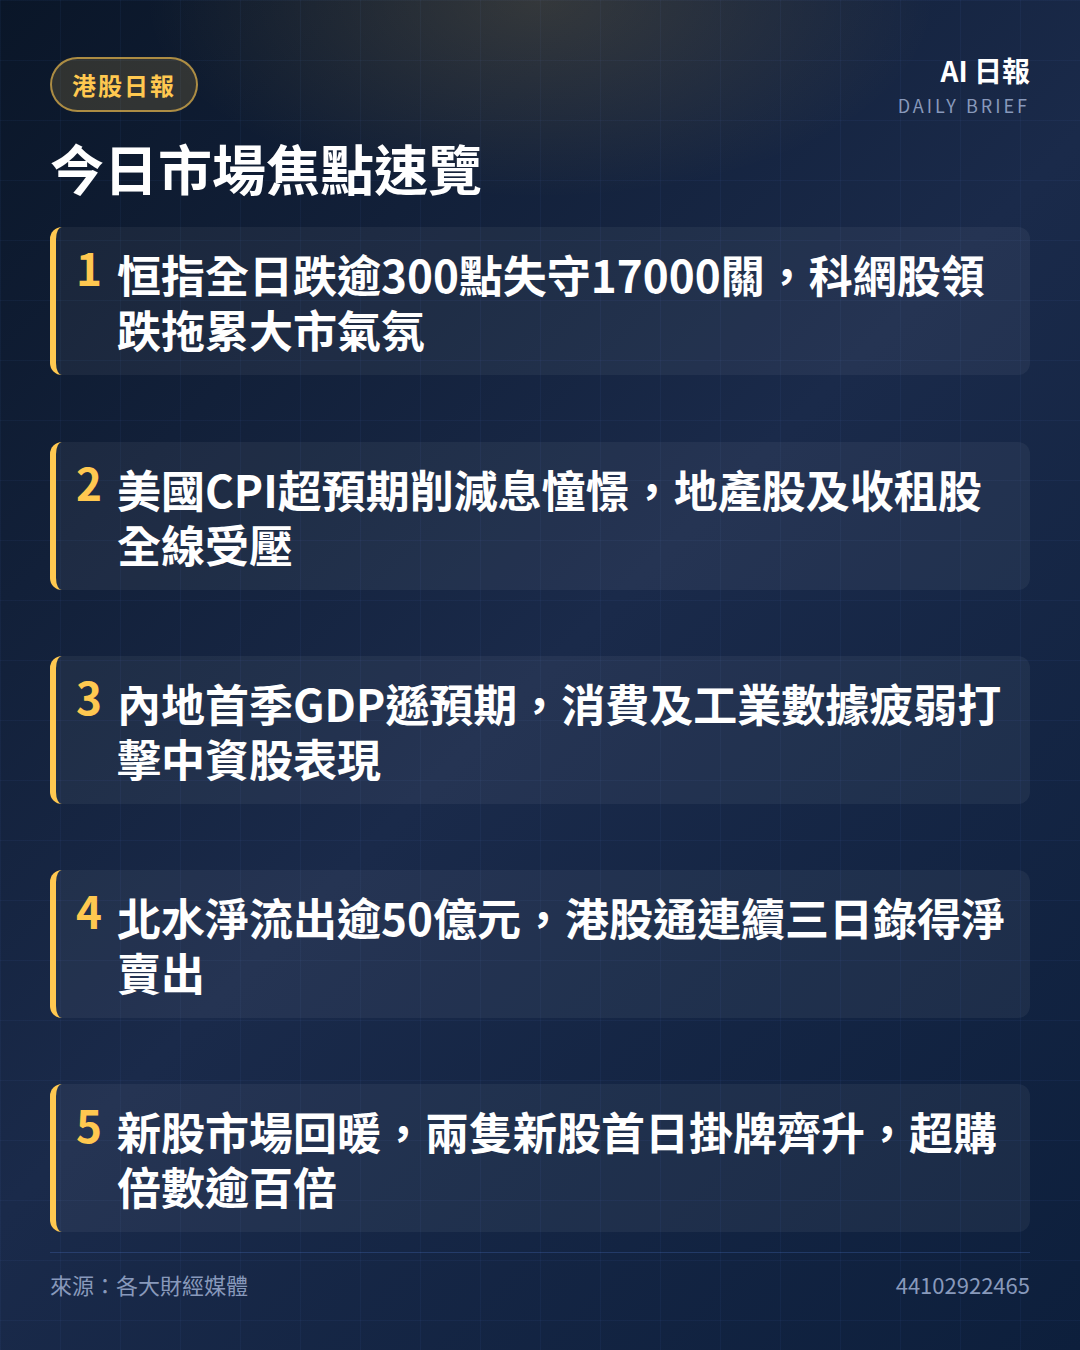 港股日報
AI 日報
DAILY BRIEF
今日市場焦點速覽
1 恒指全日跌逾300點失守17000關，科網股領
跌拖累大市氣氛
2 美國CPI超預期削減息憧憬，地產股及收租股
全線受壓
3 內地首季GDP遜預期，消費及工業數據疲弱打
擊中資股表現
4 北水淨流出逾50億元，港股通連續三日錄得淨
賣出
5 新股市場回暖，兩隻新股首日掛牌齊升，超購
倍數逾百倍
來源：各大財經媒體
44102922465